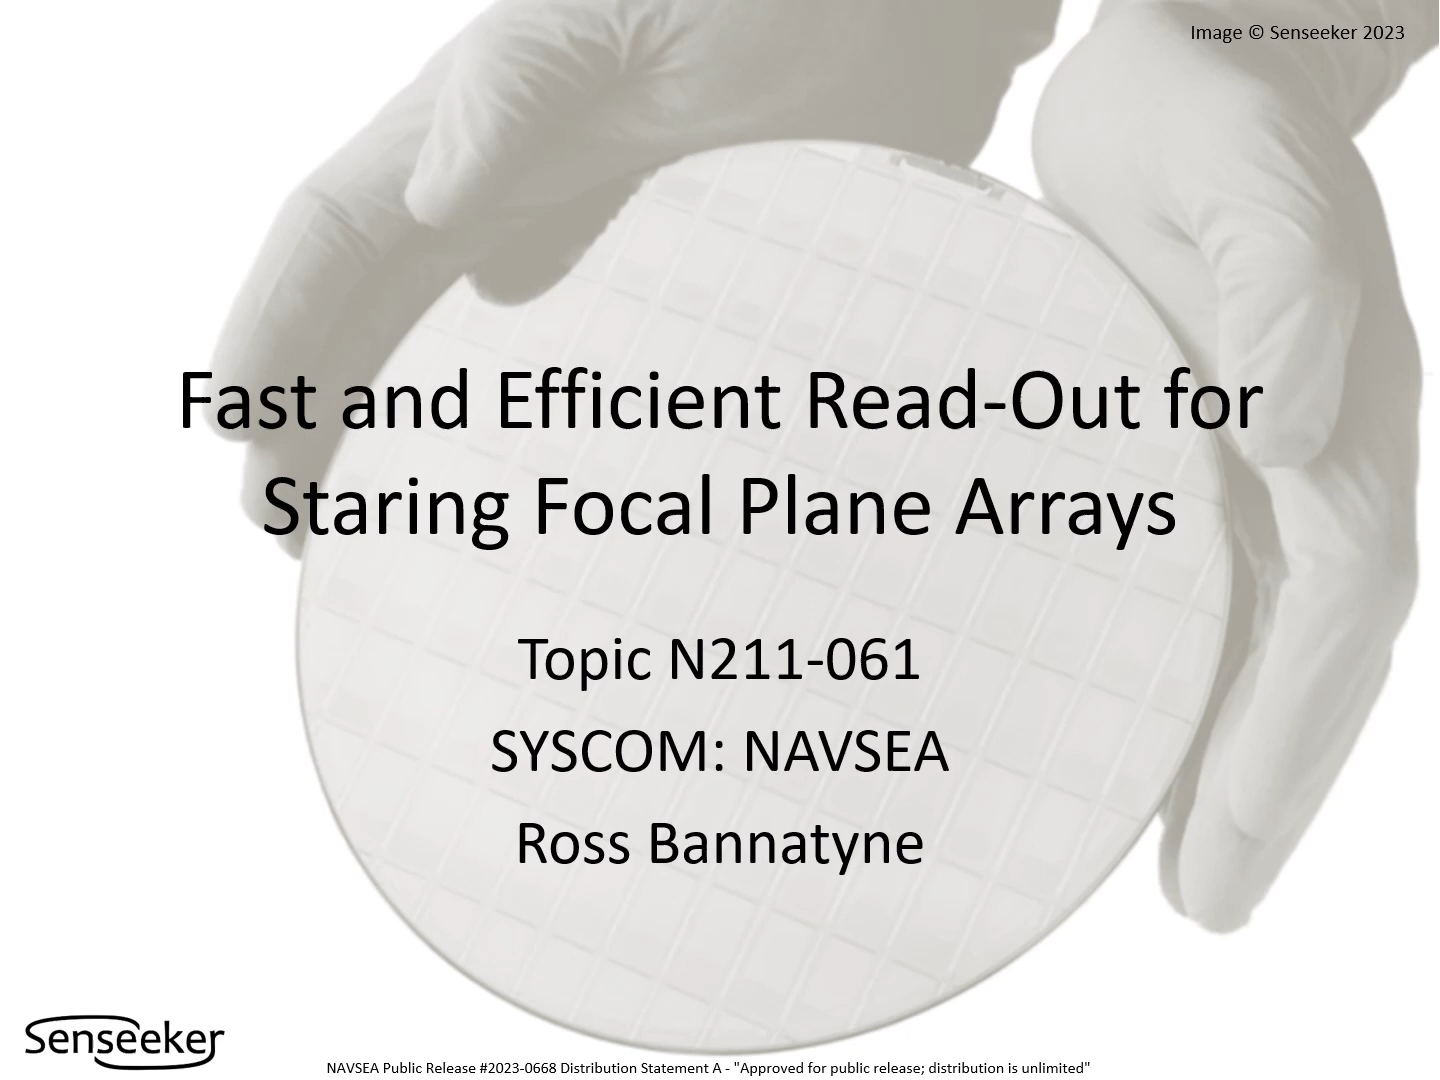 Image © Senseeker 2023
Fast and Efficient Read-Out for
Staring Focal Plane Arrays
Topic N211-061
SYSCOM: NAVSEA
Ross Bannatyne
Senseeker
NAVSEA Public Release #2023-0668 Distribution Statement A - "Approved for public release; distribution is unlimited"